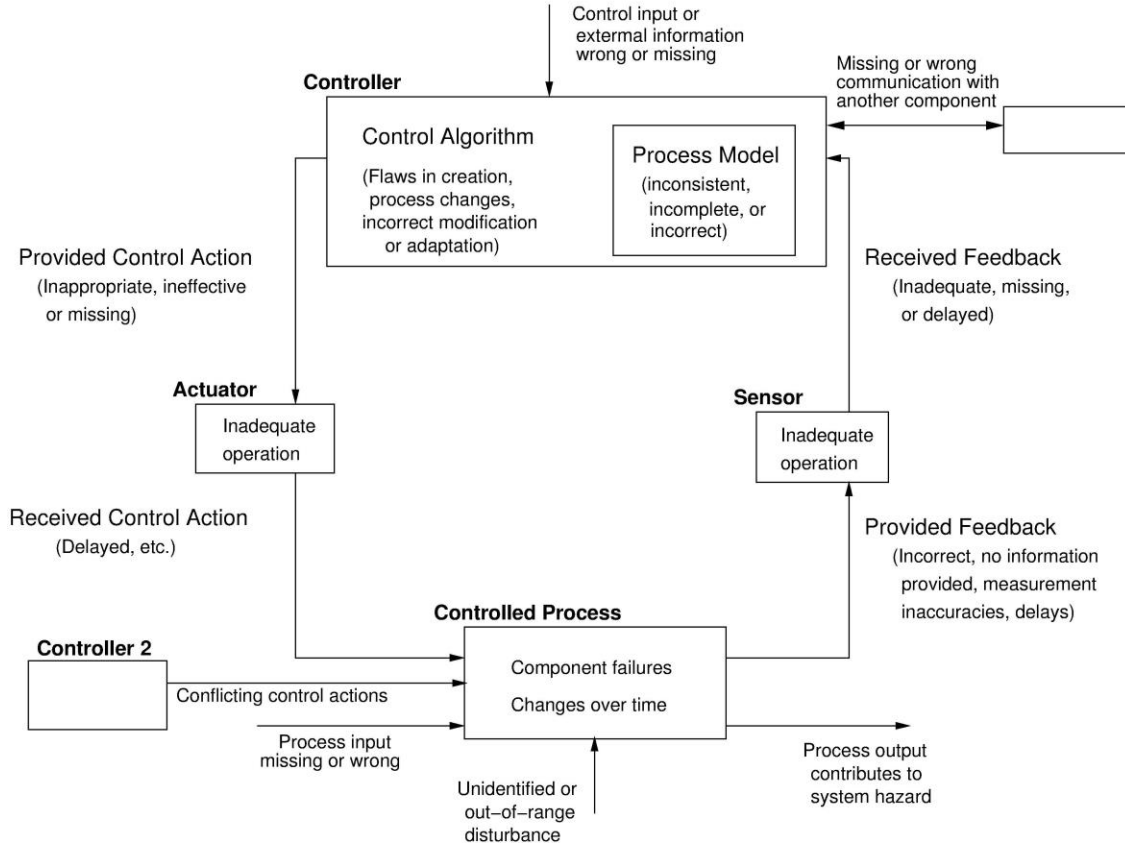 Control input or
external information
wrong or missing
Missing or wrong
communication with
another component
Controller
Control Algorithm
(Flaws in creation,
process changes,
incorrect modification
or adaptation)
Process Model
(inconsistent,
incomplete, or
incorrect)
Provided Control Action
(Inappropriate, ineffective
or missing)
Received Feedback
(Inadequate, missing,
or delayed)
Actuator
Inadequate
operation
Sensor
Inadequate
operation
Received Control Action
(Delayed, etc.)
Provided Feedback
(Incorrect, no information
provided, measurement
inaccuracies, delays)
Controlled Process
Component failures
Changes over time
Controller 2
Conflicting control actions
Process input
missing or wrong
Unidentified or
out−of−range
disturbance
Process output
contributes to
system hazard